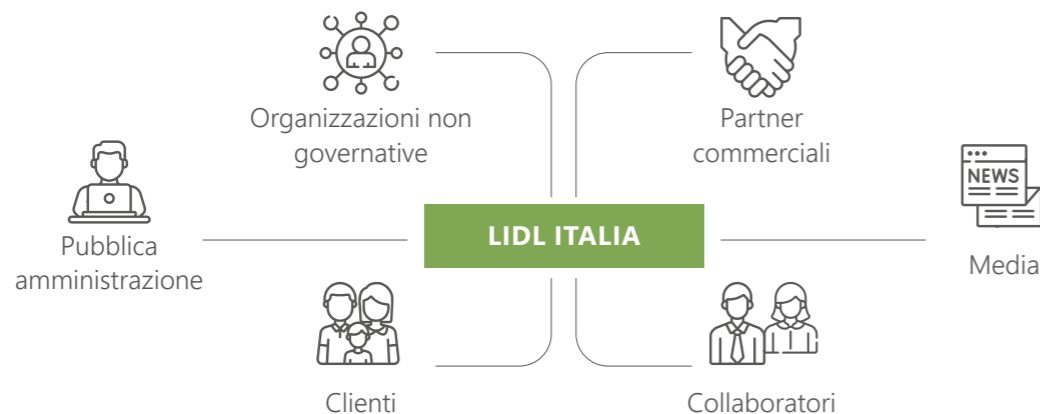 Organizzazioni non
governative
Partner
commerciali
NEWS
Pubblica
amministrazione
LIDL ITALIA
Media
Clienti
Collaboratori